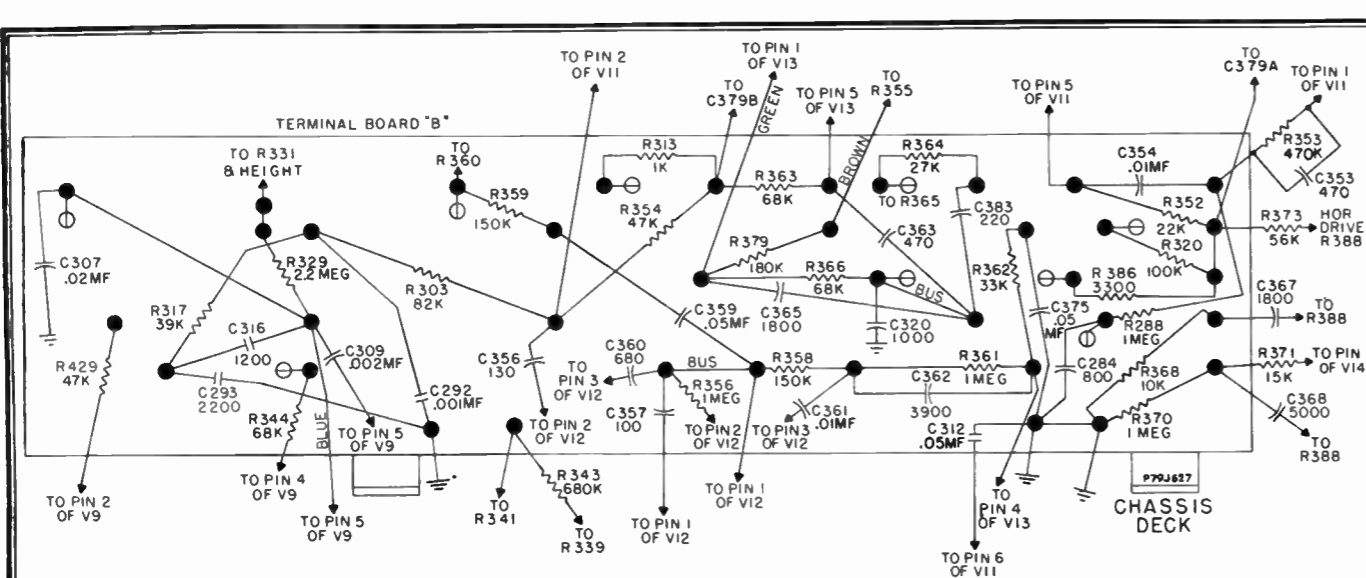 TO PIN 2
OF V11
TO PIN 1
OF V13
TO
C379B
GREEN
TO PIN 5
OF V13
TO
R355
BROWN
TO PIN 5
OF V11
TO
C379A
TO PIN 1
OF V11
TERMINAL BOARD "B"
TO R331
& HEIGHT
TO
R360
R359
150K
R313
1K
R354
47K
R363
68K
R364
27K
TO R365
C383
220
C363
470
C354
.01MF
R353
470K
C353
470
R352
22K
R320
100K
R373
56K
HOR
DRIVE
R388
C307
.02MF
R329
2.2 MEG
R303
82K
R379
180K
R366
68K
BUS
R362
33K
R386
3300
C367
1800
TO
R388
R317
39K
C316
1200
C309
.002MF
C359
.05MF
C365
1800
C320
1000
C375
.05
MF
R288
1 MEG
R429
47K
C293
2200
C292
.001MF
C356
130
TO
PIN 3
V12
C360
680
BUS
R358
150K
R361
1 MEG
C284
800
R368
10K
R371
15K
TO PIN
OF V14
R344
68K
BLUE
TO PIN 5
OF V9
TO PIN 2
OF V12
C357
100
R356
1 MEG
TO PIN 2
OF V12
TO PIN 3
OF V12
C361
.01MF
C362
3900
C312
.05MF
R370
1 MEG
C368
5000
TO
R388
TO PIN 2
OF V9
TO PIN 4
OF V9
TO PIN 5
OF V9
TO
R341
R343
680K
TO
R339
TO PIN 1
OF V12
TO PIN 1
OF V12
TO
PIN 4
OF V13
TO PIN 6
OF V11
P79J627
CHASSIS
DECK